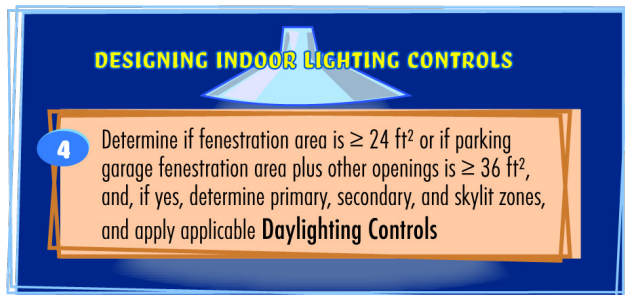 DESIGNING INDOOR LIGHTING CONTROLS
4
Determine if fenestration area is ≥ 24 ft² or if parking
garage fenestration area plus other openings is ≥ 36 ft²,
and, if yes, determine primary, secondary, and skylit zones,
and apply applicable Daylighting Controls